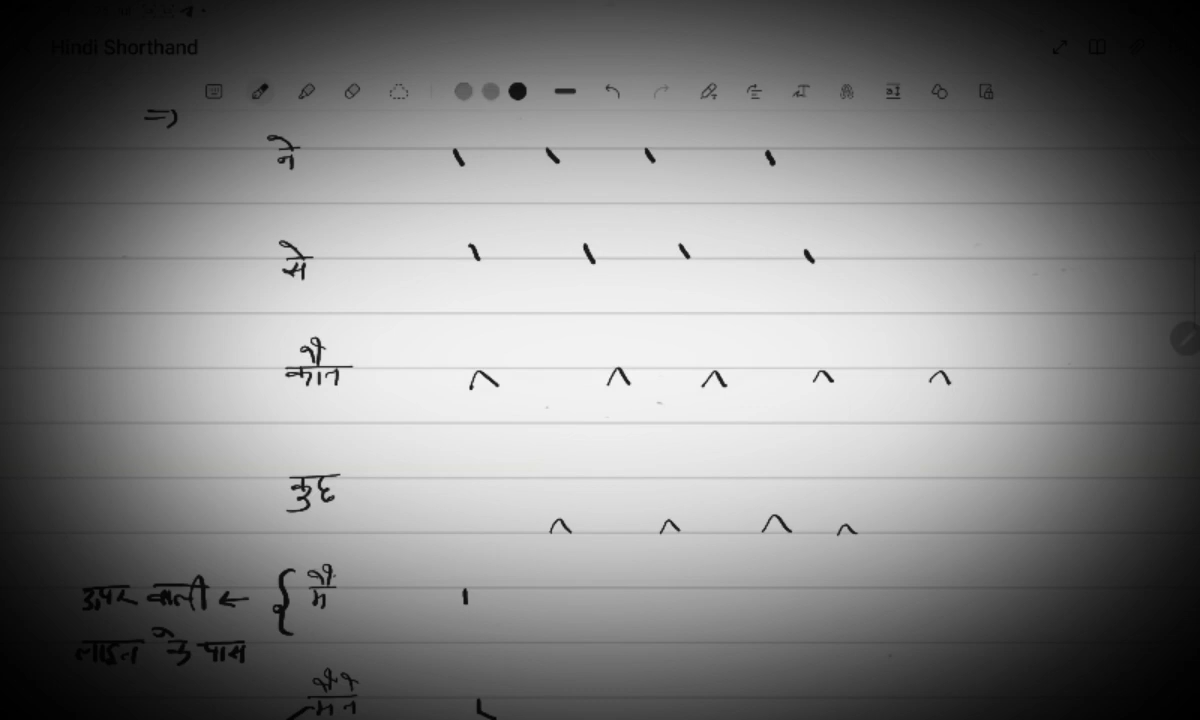 Hindi Shorthand
=>
ने
से
कौन
कुछ
ऊपर वाली ← { मैं
लाइन के पास
मैंने